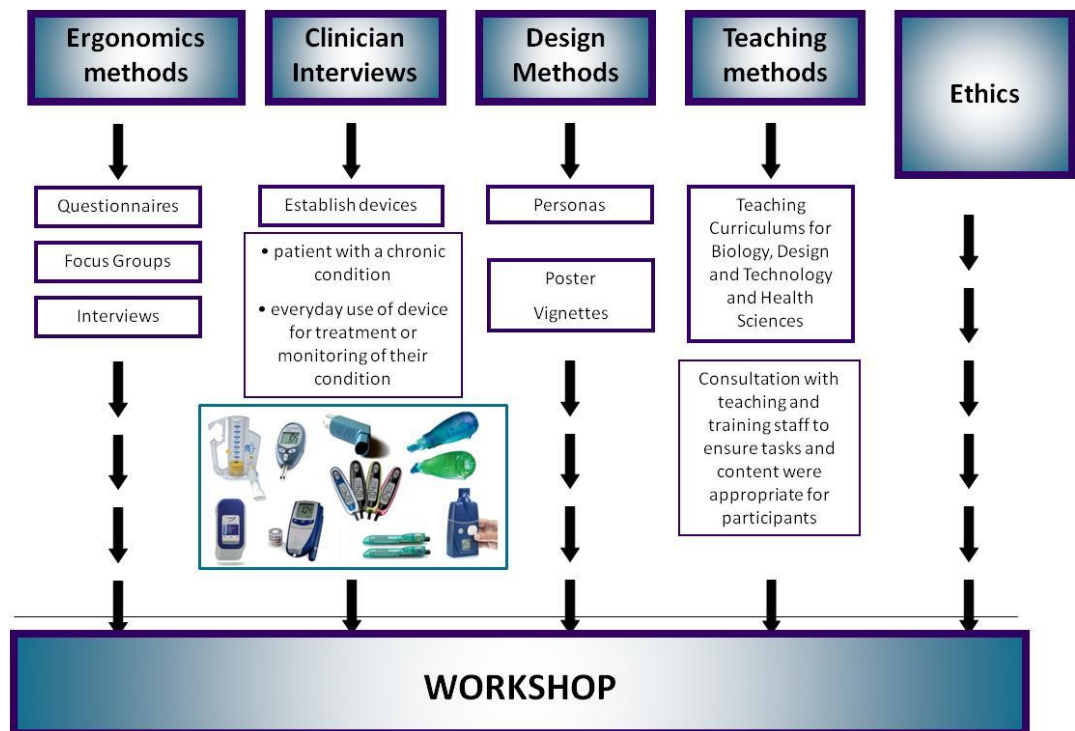 Ergonomics
methods
Clinician
Interviews
Design
Methods
Teaching
methods
Ethics
Questionnaires
Focus Groups
Interviews
Establish devices
• patient with a chronic
condition
• everyday use of device
for treatment or
monitoring of their
condition
Personas
Poster
Vignettes
Teaching
Curriculums for
Biology, Design
and Technology
and Health
Sciences
Consultation with
teaching and
training staff to
ensure tasks and
content were
appropriate for
participants
WORKSHOP